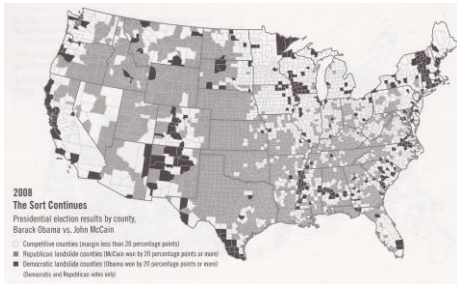 2008
The Sort Continues
Presidential election results by county,
Barack Obama vs. John McCain
Competitive counties (margin less than 20 percentage points)
Republican landslide counties (McCain won by 20 percentage points or more)
Democratic landslide counties (Obama won by 20 percentage points or more)
(Democratic and Republican votes only)